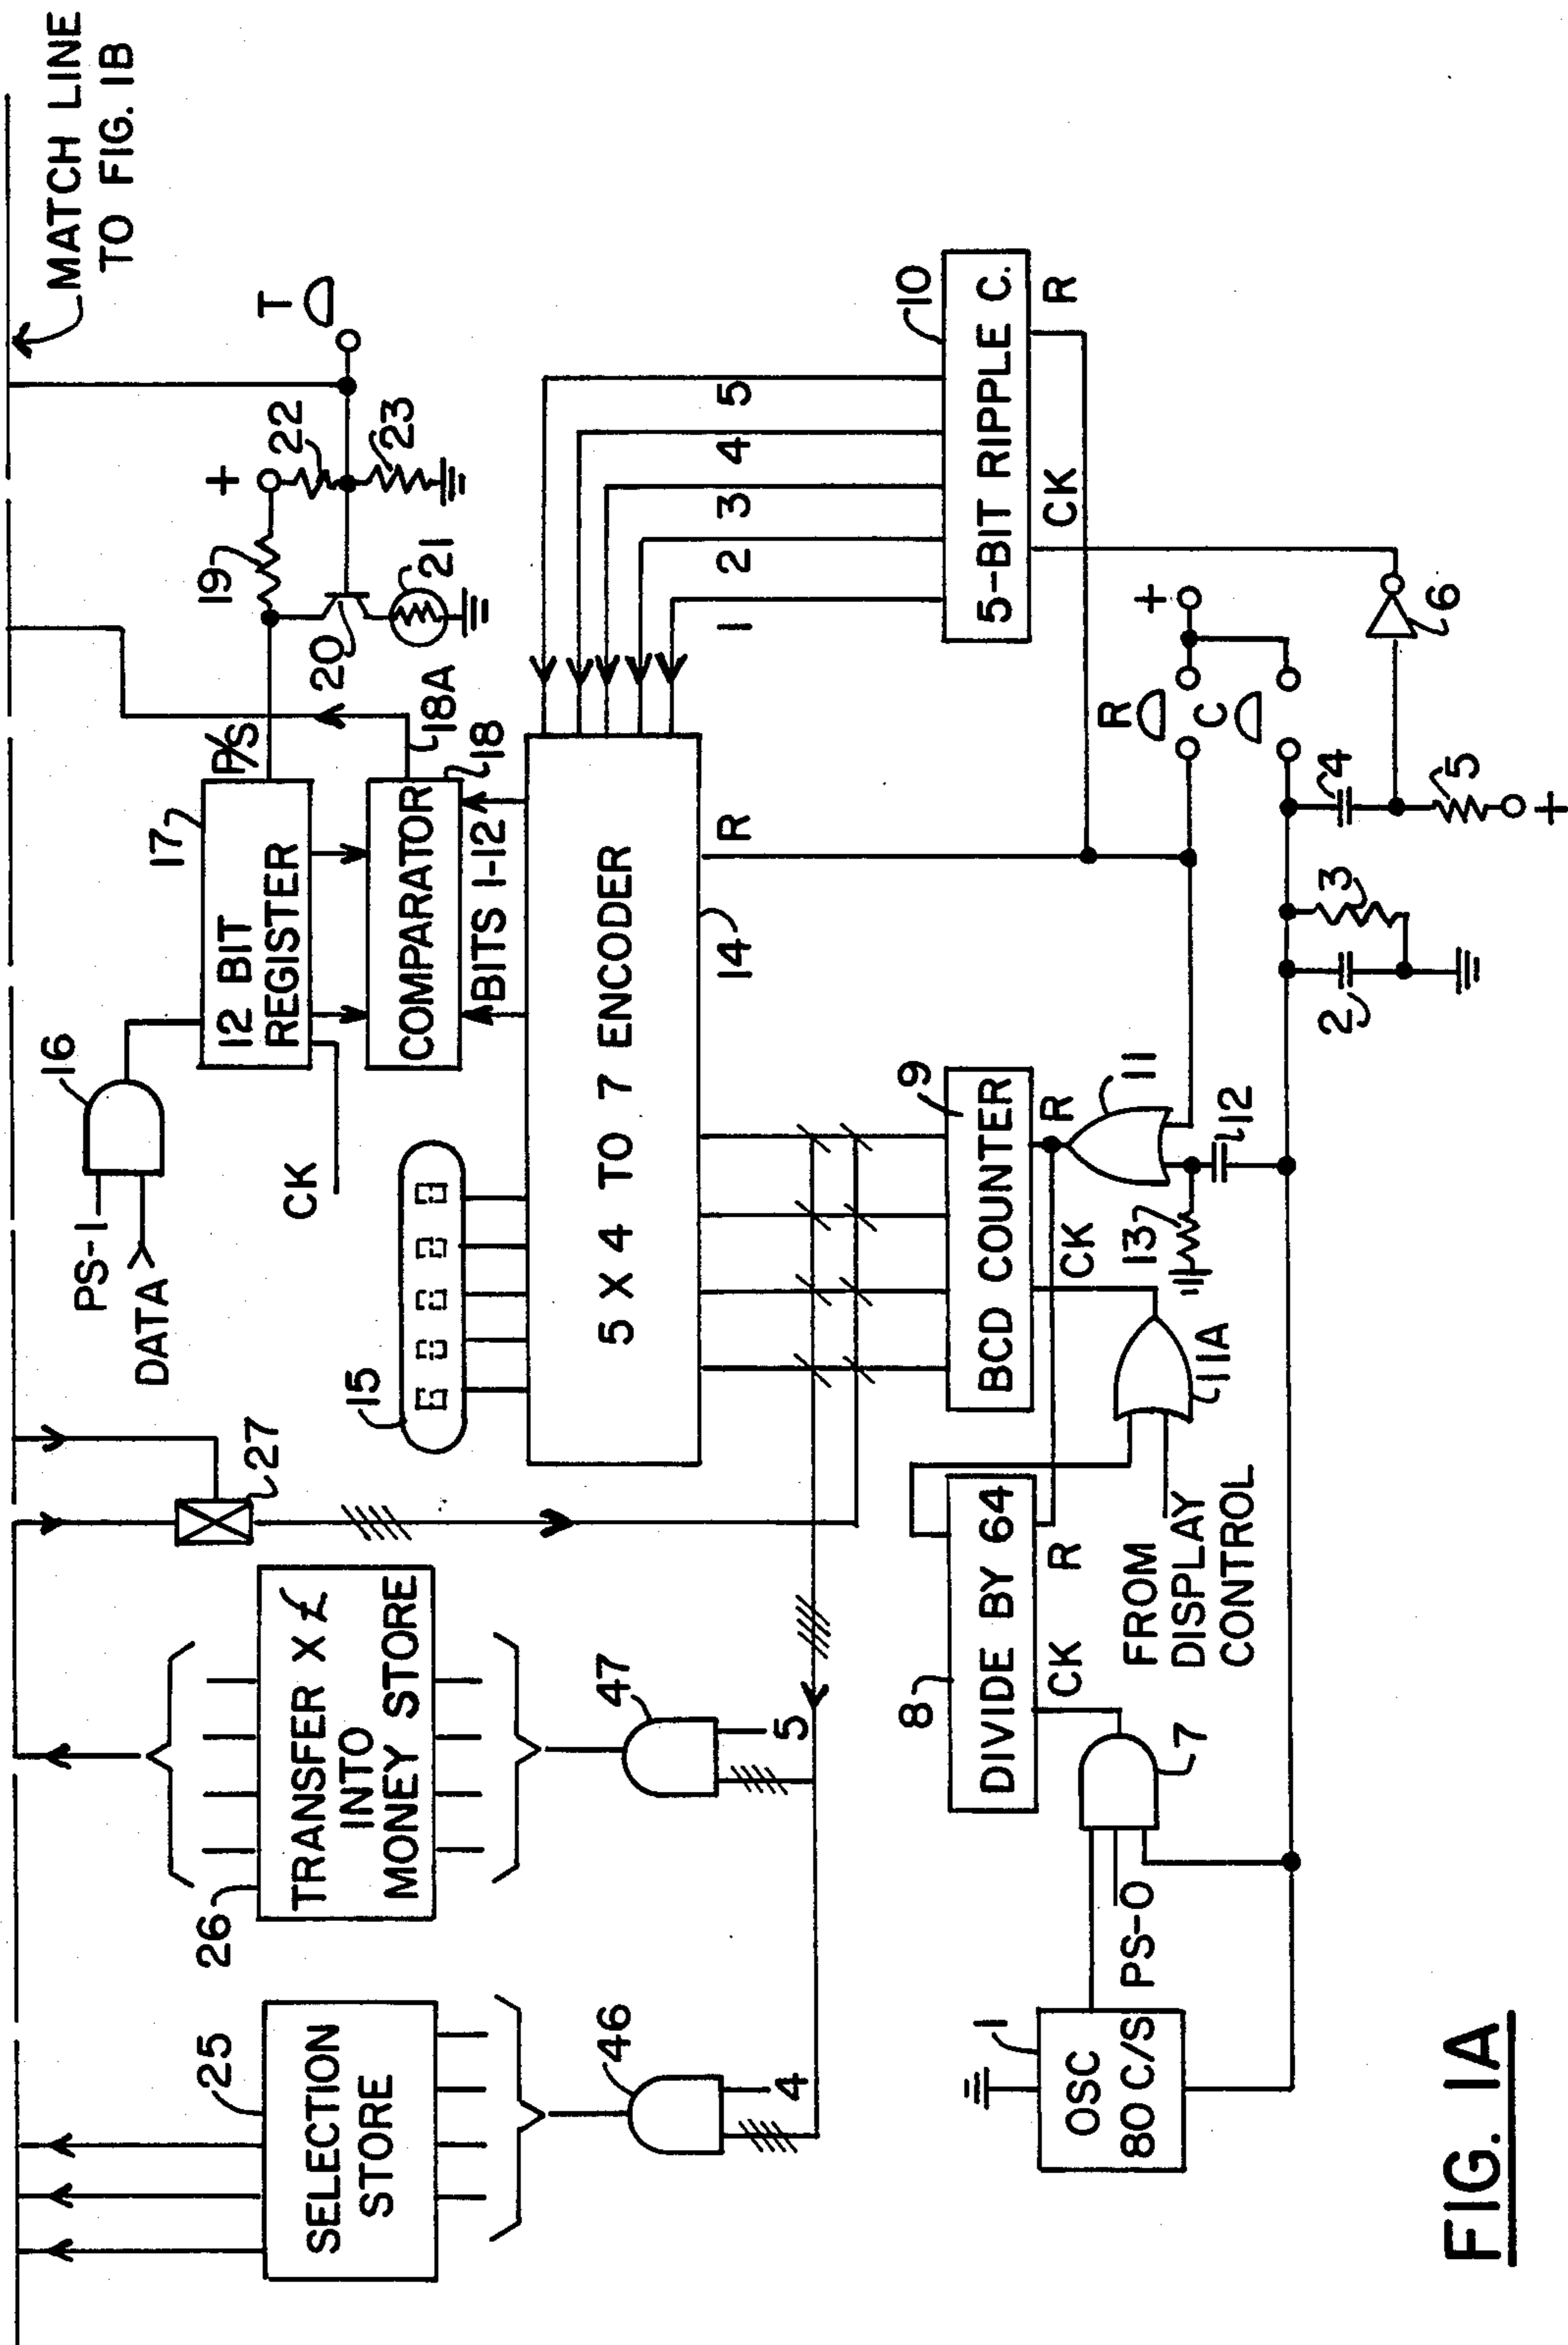 MATCH LINE
TO FIG. 1B
T
+
22
23
19
20
21
P/S
17
12 BIT
REGISTER
16
PS-1
DATA
CK
18A
18
COMPARATOR
BITS 1-12
15
14
5 X 4 TO 7 ENCODER
R
1
2
3
4
5
10
5-BIT RIPPLE C.
CK
R
27
26
TRANSFER X £
INTO
MONEY STORE
47
5
25
SELECTION
STORE
46
4
9
BCD COUNTER
R
CK
11
12
13
11A
8
DIVIDE BY 64
R
CK
FROM
DISPLAY
CONTROL
7
PS-0
1
OSC
80 C/S
R
C
+
6
4
5
+
3
2
FIG. 1A